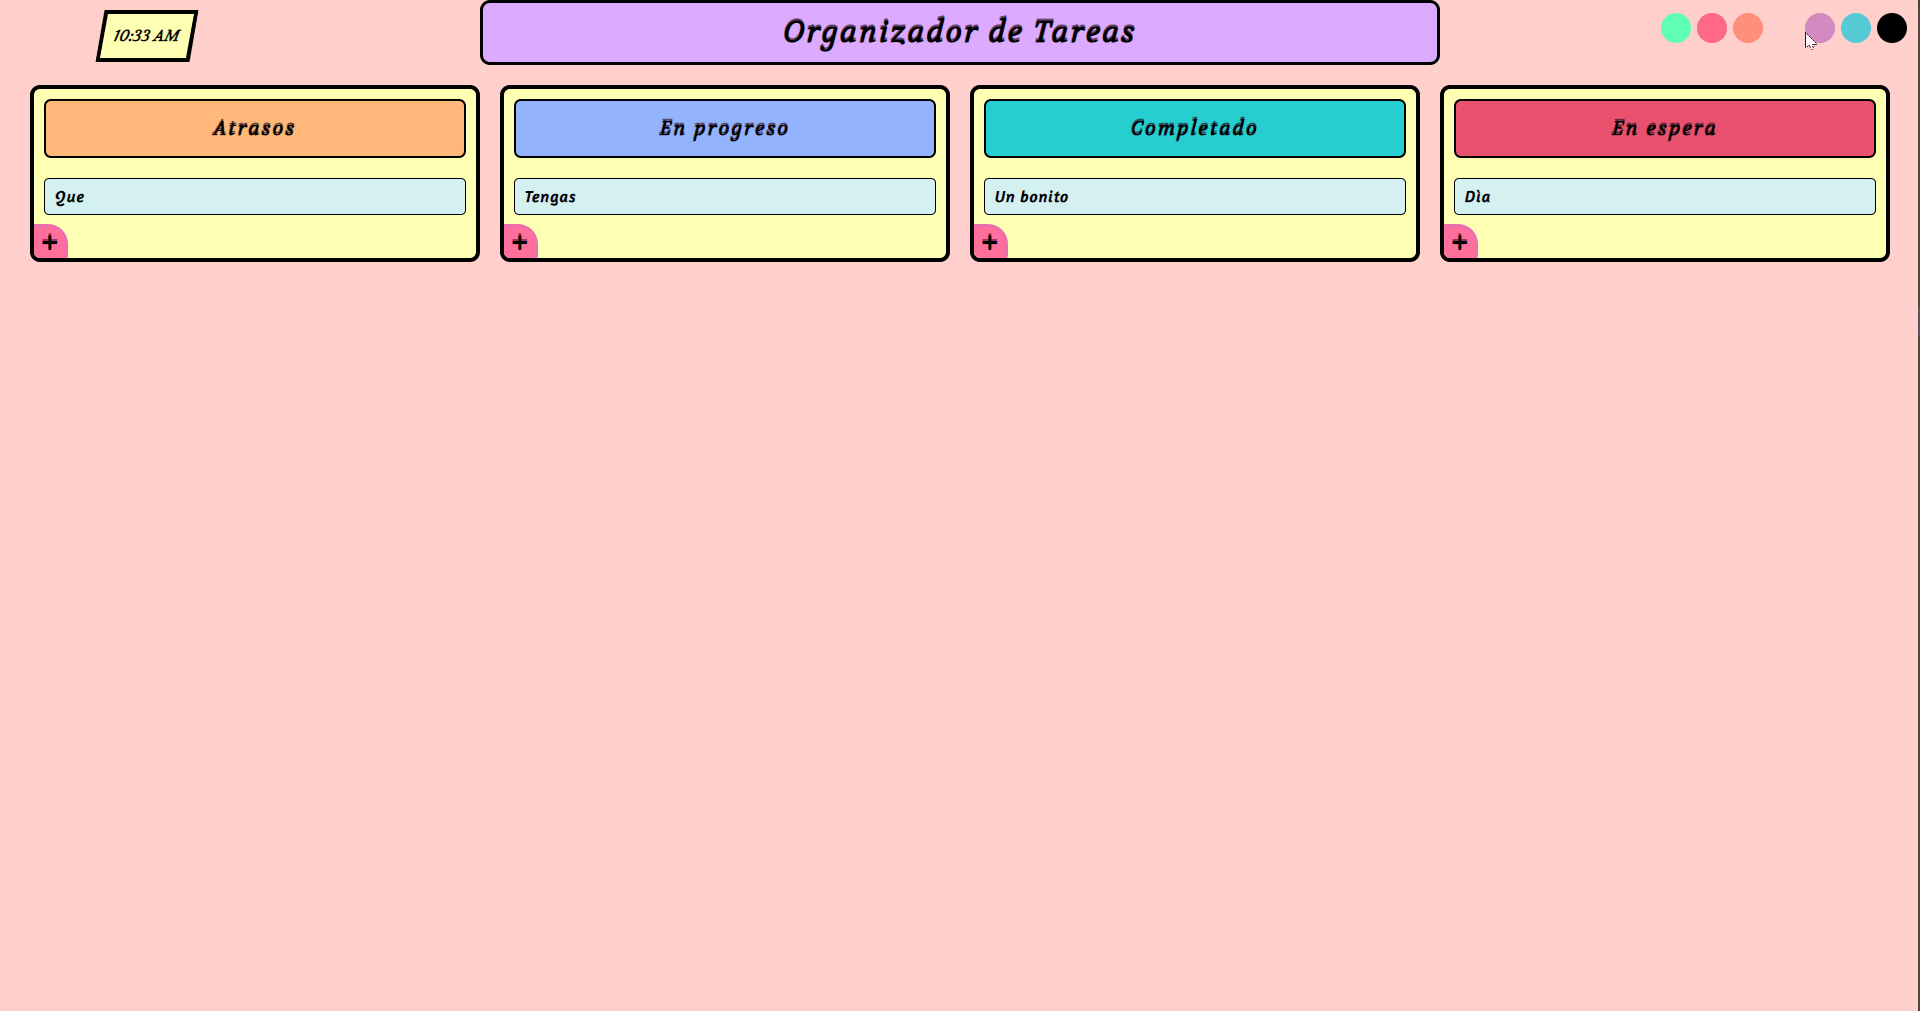 10:33 AM
Organizador de Tareas
Atrasos
En progreso
Completado
En espera
Que
Tengas
Un bonito
Dìa
+
+
+
+